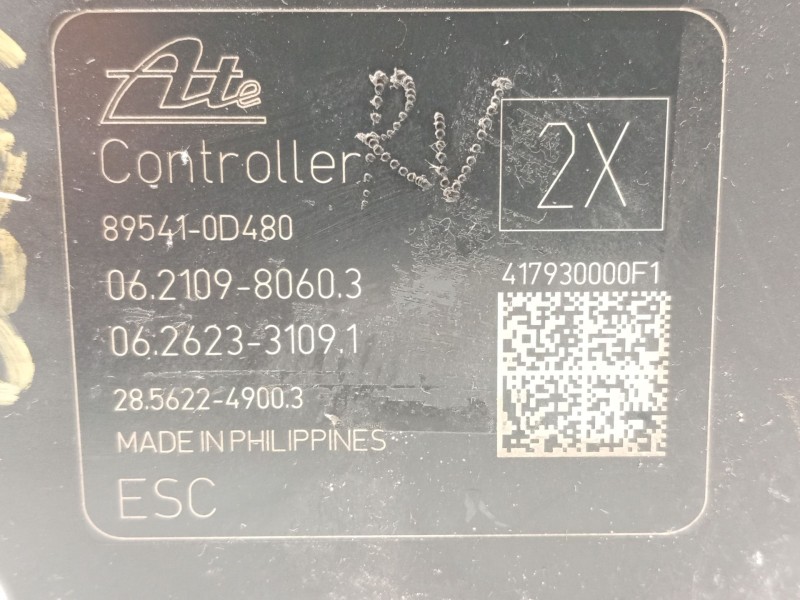 Ate
RV
Controller
2X
89541-0D480
417930000F1
06.2109-8060.3
06.2623-3109.1
28.5622-4900.3
MADE IN PHILIPPINES
ESC